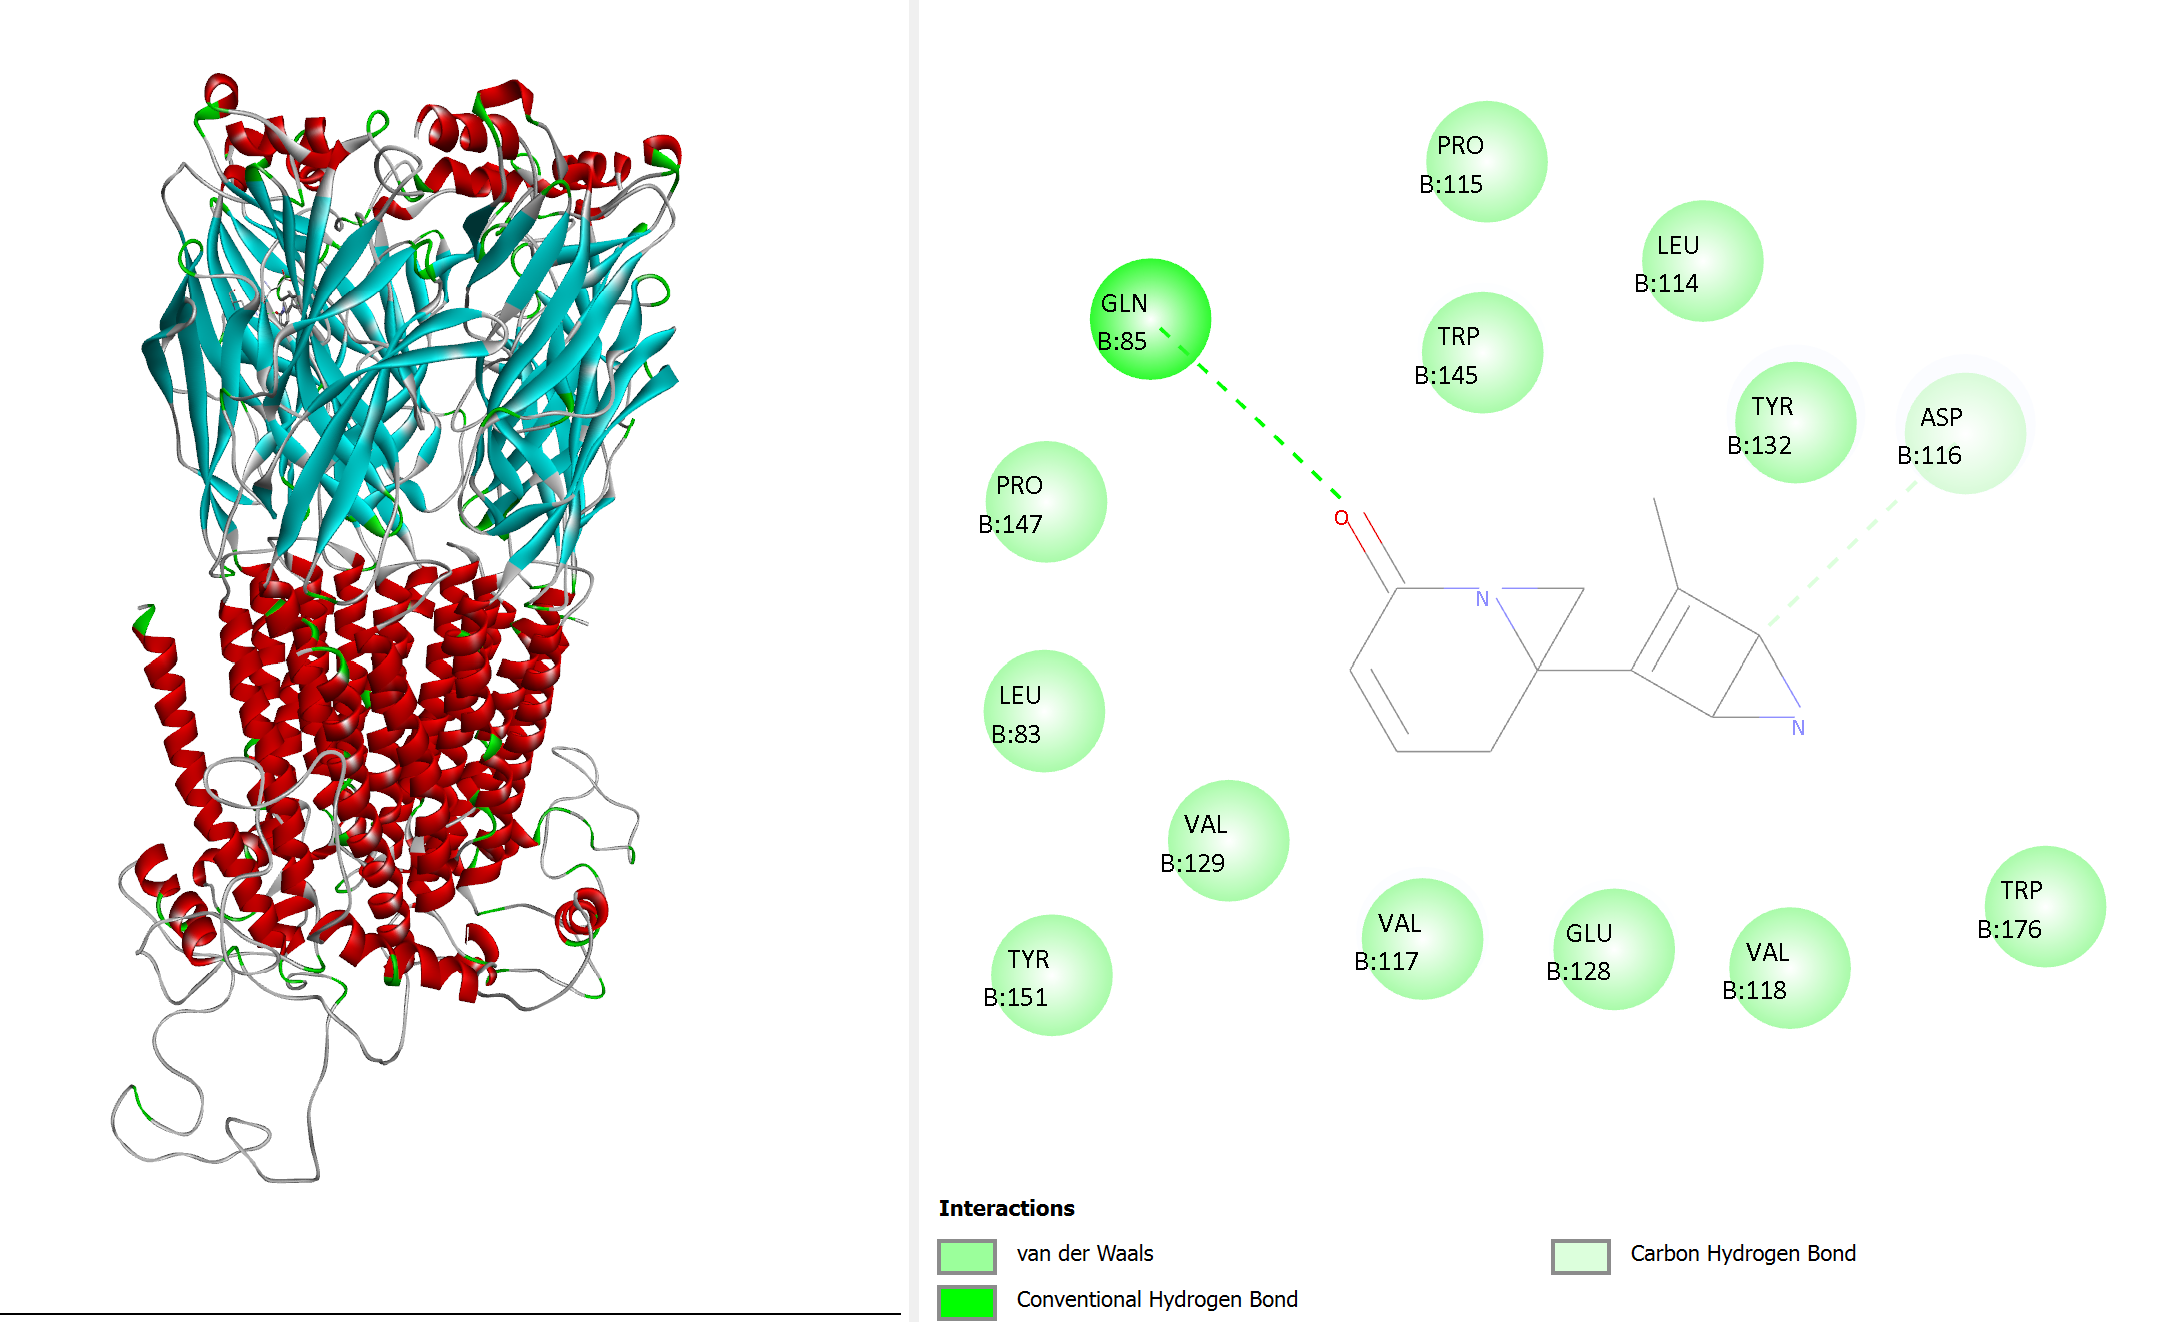 PRO
B:115
LEU
B:114
GLN
B:85
TRP
B:145
TYR
B:132
ASP
B:116
PRO
B:147
O
N
LEU
B:83
N
VAL
B:129
TRP
B:176
VAL
B:117
GLU
B:128
VAL
B:118
TYR
B:151
Interactions
van der Waals
Conventional Hydrogen Bond
Carbon Hydrogen Bond